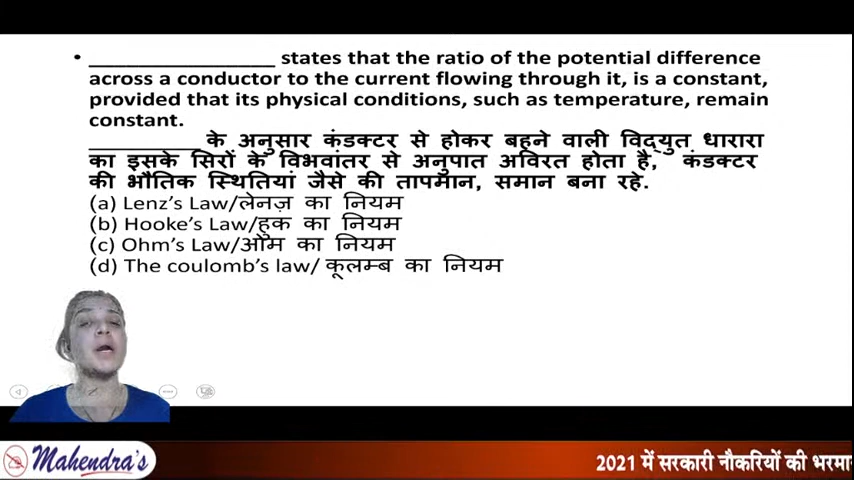 • _________________ states that the ratio of the potential difference
across a conductor to the current flowing through it, is a constant,
provided that its physical conditions, such as temperature, remain
constant.
__________ के अनुसार कंडक्टर से होकर बहने वाली विद्युत धारारा
का इसके सिरों के विभवांतर से अनुपात अविरत होता है, कंडक्टर
की भौतिक स्थितियां जैसे की तापमान, समान बना रहे.
(a) Lenz's Law/लेनज़ का नियम
(b) Hooke's Law/हुक का नियम
(c) Ohm's Law/ओम का नियम
(d) The coulomb's law/ कूलम्ब का नियम
Mahendra's
2021 में सरकारी नौकरियों की भरमा